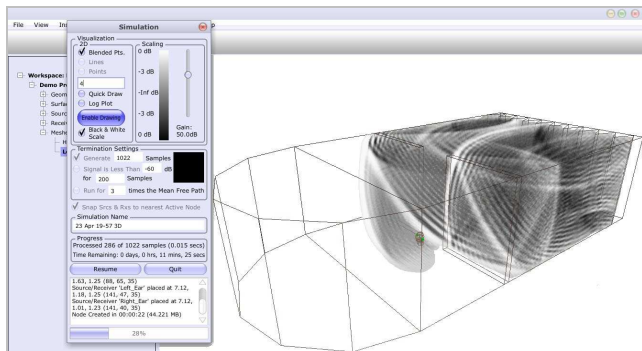 Simulation
File View
Visualization
2D
Blended Pts.
Lines
Points
4
Quick Draw
Log Plot
Enable Drawing
Black & White
Scale
Scaling
0 dB
-3 dB
-Inf dB
-3 dB
0 dB
Gain:
50.0dB
Termination Settings
Generate 1022 Samples
Signal is Less Than -60 dB
for 200 Samples
Run for 3 times the Mean Free Path
Snap Srcs & Rxs to nearest Active Node
Simulation Name
23 Apr 19-57 3D
Progress
Processed 286 of 1022 samples (0.015 secs)
Time Remaining: 0 days, 0 hrs, 11 mins, 25 secs
Resume Quit
1.63, 1.25 (88, 65, 35)
Source/Receiver 'Left_Ear' placed at 7.12,
1.18, 1.25 (141, 47, 35)
Source/Receiver 'Right_Ear' placed at 7.12,
1.01, 1.23 (141, 40, 35)
Node Created in 00:00:22 (44.221 MB)
28%
Workspace:
Demo Pr
Geom
Surfa
Sourc
Recei
Meshe
H
L